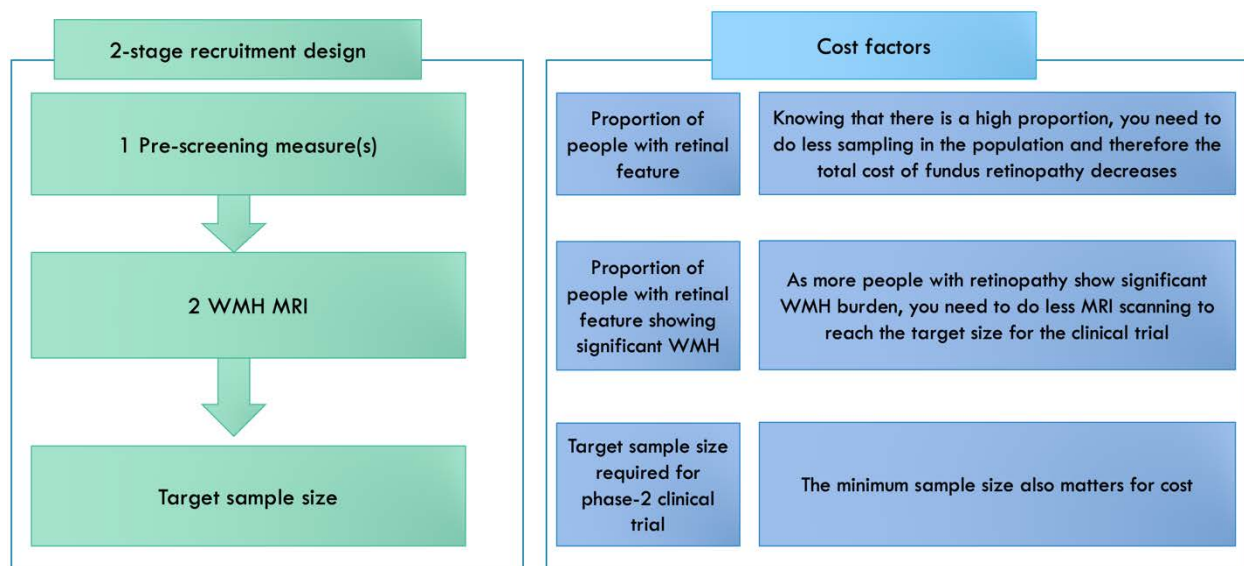 2-stage recruitment design
1 Pre-screening measure(s)
2 WMH MRI
Target sample size
Cost factors
Proportion of
people with retinal
feature
Knowing that there is a high proportion, you need to
do less sampling in the population and therefore the
total cost of fundus retinopathy decreases
Proportion of
people with retinal
feature showing
significant WMH
As more people with retinopathy show significant
WMH burden, you need to do less MRI scanning to
reach the target size for the clinical trial
Target sample size
required for
phase-2 clinical
trial
The minimum sample size also matters for cost